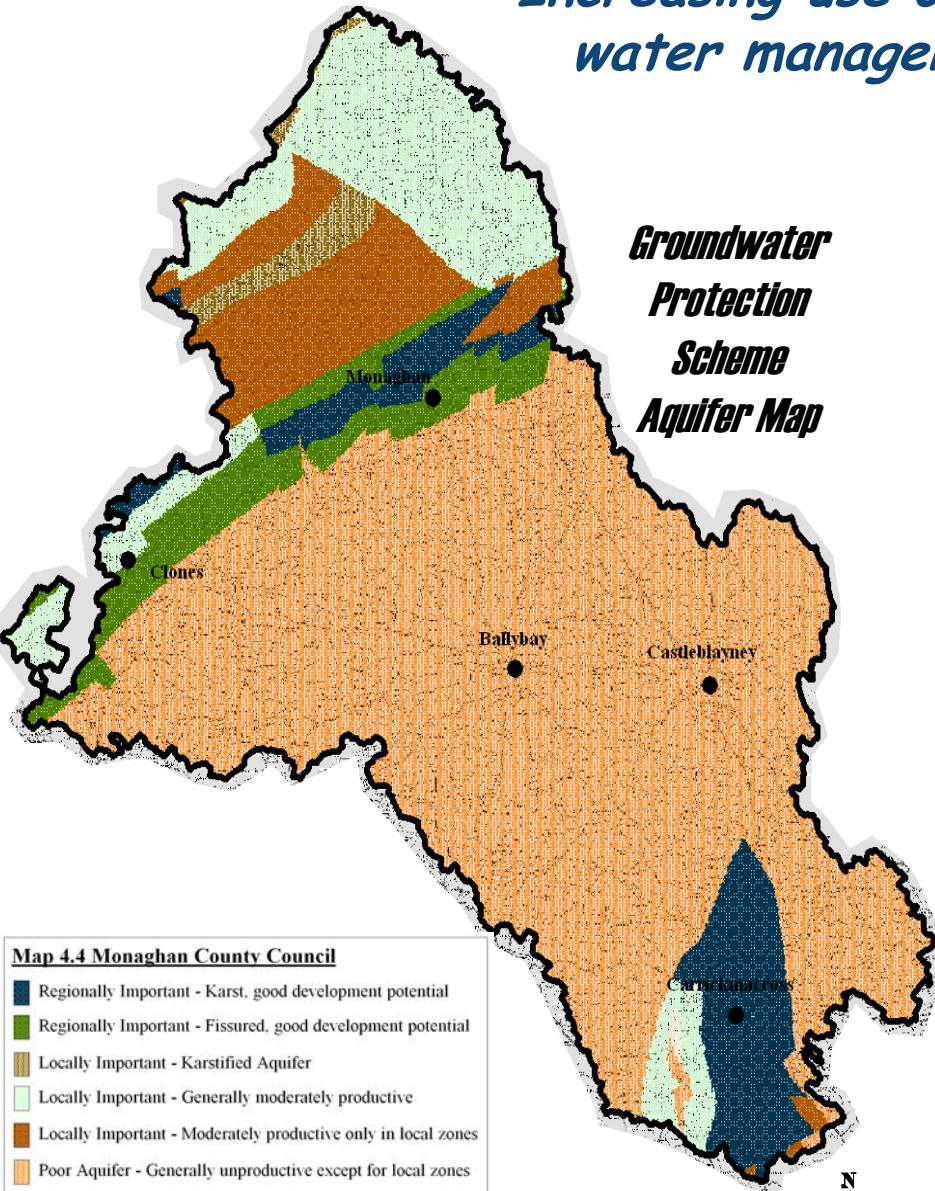 Increasing use
water manage
Groundwater
Protection
Scheme
Aquifer Map
Monaghan
Clones
Ballybay
Castleblayney
Carrickmacross
Map 4.4 Monaghan County Council
Regionally Important - Karst, good development potential
Regionally Important - Fissured, good development potential
Locally Important - Karstified Aquifer
Locally Important - Generally moderately productive
Locally Important - Moderately productive only in local zones
Poor Aquifer - Generally unproductive except for local zones
N